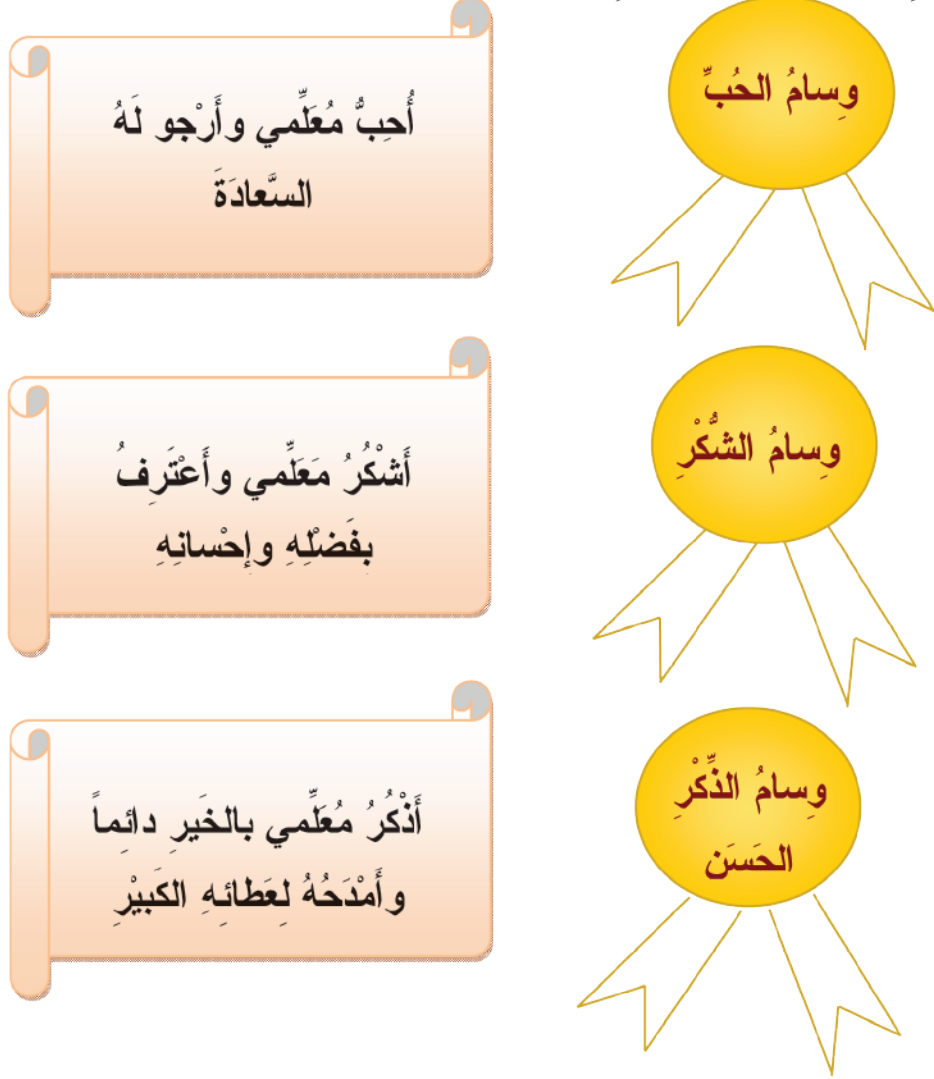 وِسامُ الحُبِّ
أُحِبُّ مُعَلِّمي وأَرْجو لَهُ
السَّعادَةَ
وِسامُ الشُّكْرِ
أَشْكُرُ مَعَلِّمي وأَعْتَرِفُ
بِفَضْلِهِ وإِحْسانِهِ
وِسامُ الذِّكْرِ
الحَسَن
أَذْكُرُ مُعَلِّمي بالخَيرِ دائِماً
وأَمْدَحُهُ لِعَطائِهِ الكَبيْرِ